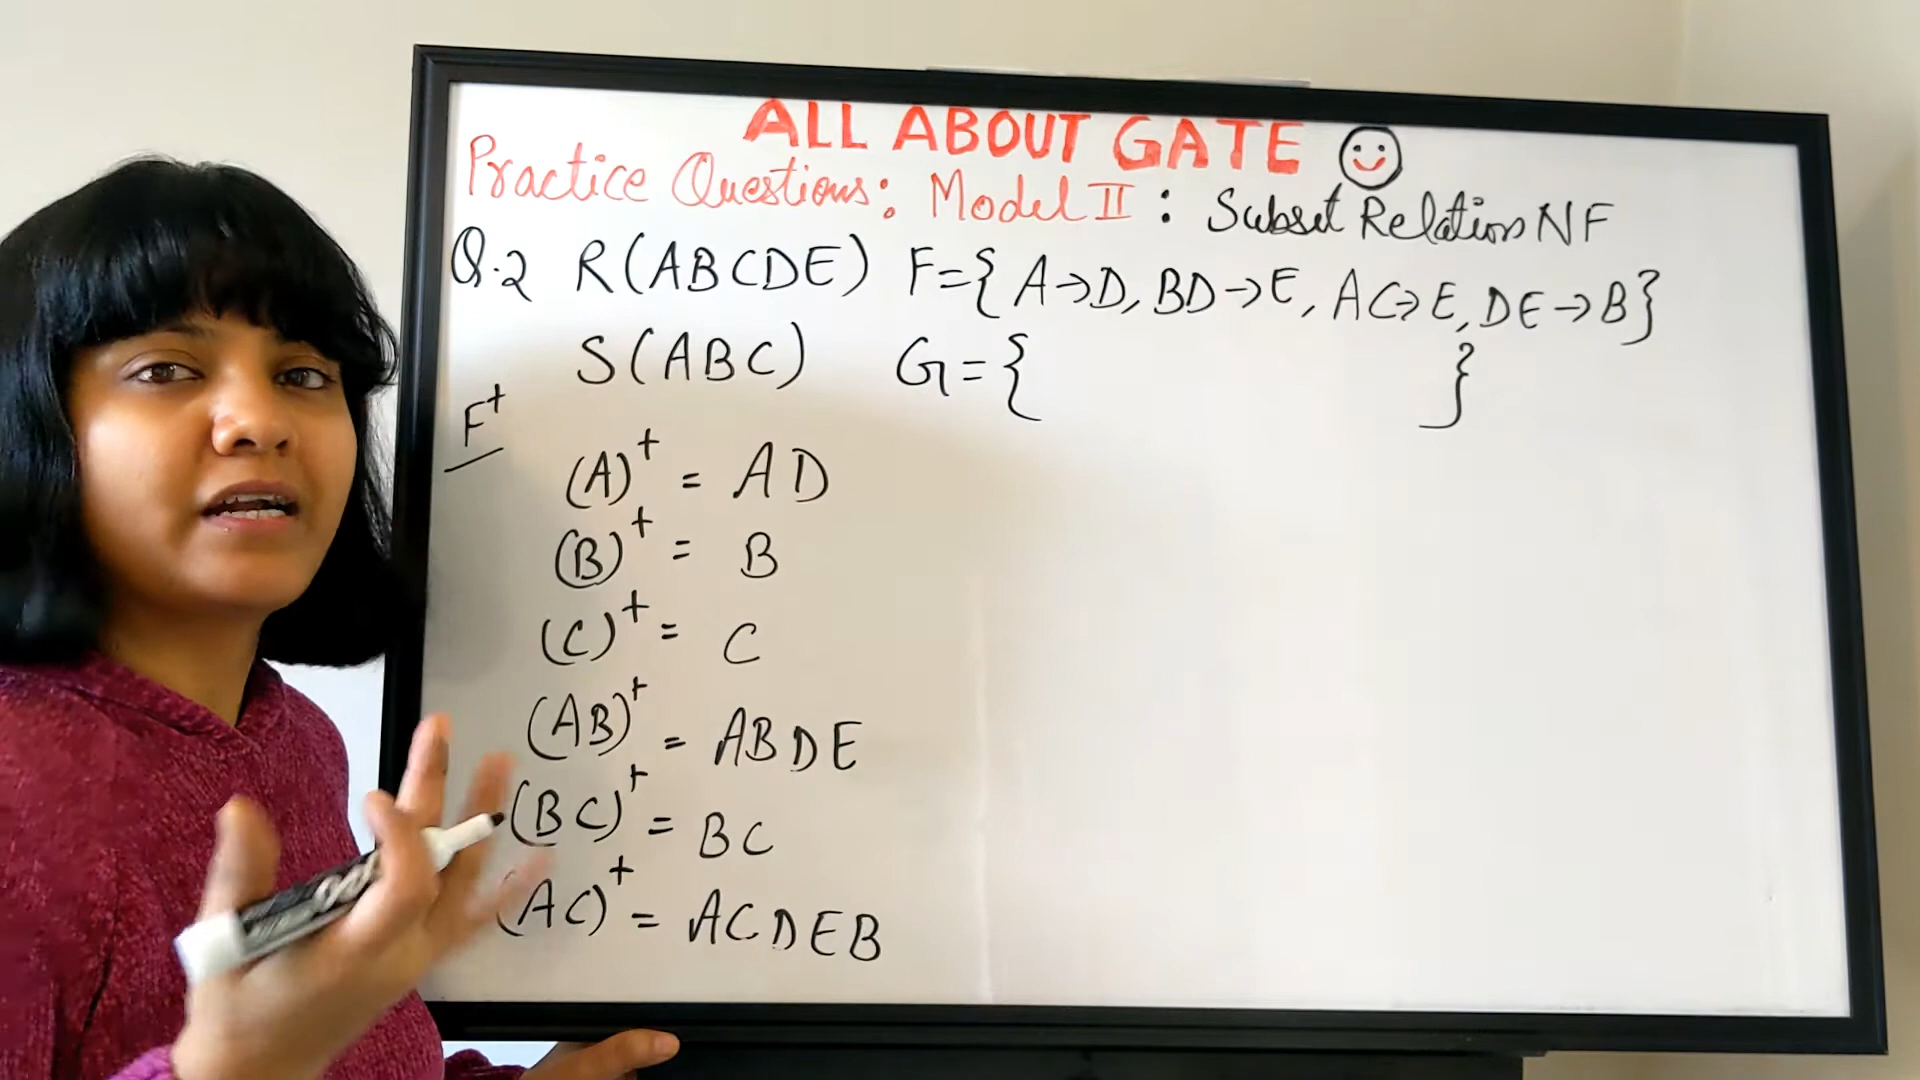 ALL ABOUT GATE
Practice Questions: Model II : Subset Relation NF
Q.2 R(ABCDE) F={A→D, BD→E, AC→E, DE→B}
S(ABC) G={ }
F⁺
(A)⁺ = AD
(B)⁺ = B
(C)⁺ = C
(AB)⁺ = ABDE
(BC)⁺ = BC
(AC)⁺ = ACDEB